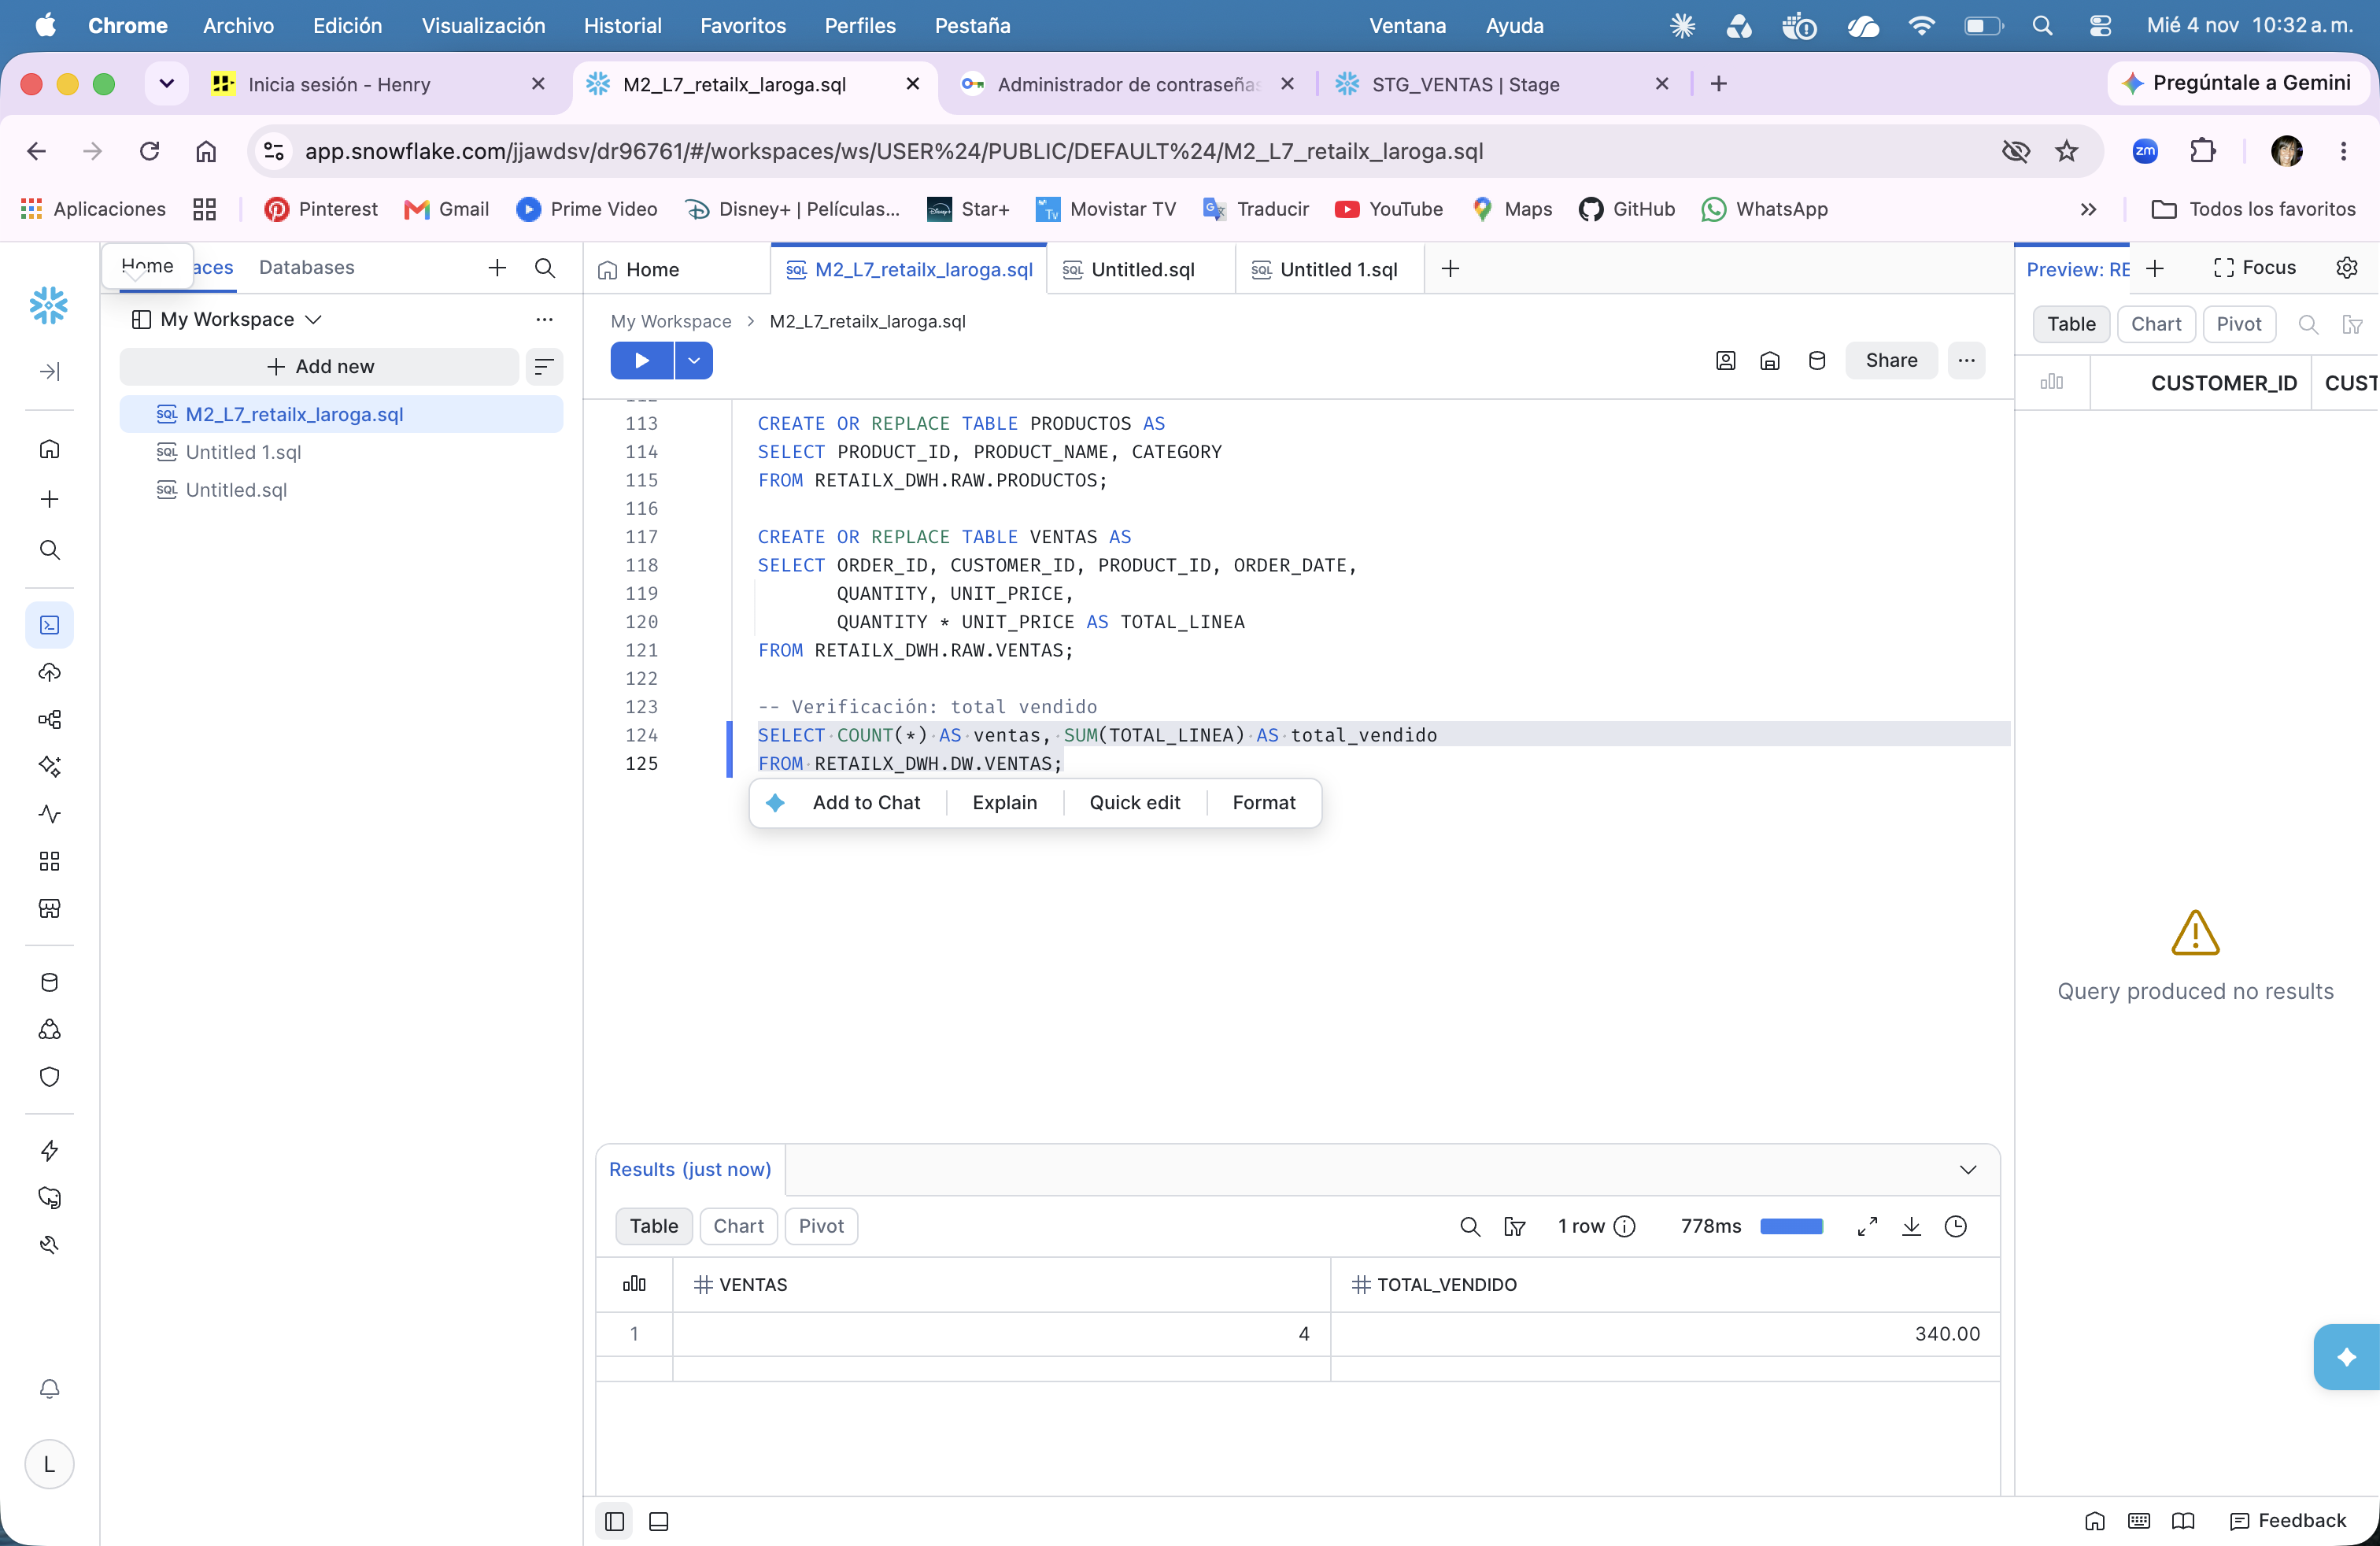 Chrome Archivo Edición Visualización Historial Favoritos Perfiles Pestaña Ventana Ayuda Mié 4 nov 10:32 a.m.
Inicia sesión - Henry
M2_L7_retailx_laroga.sql
Administrador de contraseñas
STG_VENTAS | Stage
Pregúntale a Gemini
app.snowflake.com/jjawdsv/dr96761/#/workspaces/ws/USER%24/PUBLIC/DEFAULT%24/M2_L7_retailx_laroga.sql
zm
Aplicaciones Pinterest Gmail Prime Video Disney+ | Películas... Star+ Movistar TV Traducir YouTube Maps GitHub WhatsApp Todos los favoritos
Home
aces Databases
My Workspace
Add new
M2_L7_retailx_laroga.sql
Untitled 1.sql
Untitled.sql
L
Home M2_L7_retailx_laroga.sql Untitled.sql Untitled 1.sql
My Workspace > M2_L7_retailx_laroga.sql
Share
113 CREATE OR REPLACE TABLE PRODUCTOS AS
114 SELECT PRODUCT_ID, PRODUCT_NAME, CATEGORY
115 FROM RETAILX_DWH.RAW.PRODUCTOS;
116
117 CREATE OR REPLACE TABLE VENTAS AS
118 SELECT ORDER_ID, CUSTOMER_ID, PRODUCT_ID, ORDER_DATE,
119 QUANTITY, UNIT_PRICE,
120 QUANTITY * UNIT_PRICE AS TOTAL_LINEA
121 FROM RETAILX_DWH.RAW.VENTAS;
122
123 -- Verificación: total vendido
124 SELECT COUNT(*) AS ventas, SUM(TOTAL_LINEA) AS total_vendido
125 FROM RETAILX_DWH.DW.VENTAS;
Add to Chat Explain Quick edit Format
Results (just now)
Table Chart Pivot 1 row 778ms
VENTAS TOTAL_VENDIDO
1 4 340.00
Preview: RE Focus
Table Chart Pivot
CUSTOMER_ID CUST
Query produced no results
Feedback